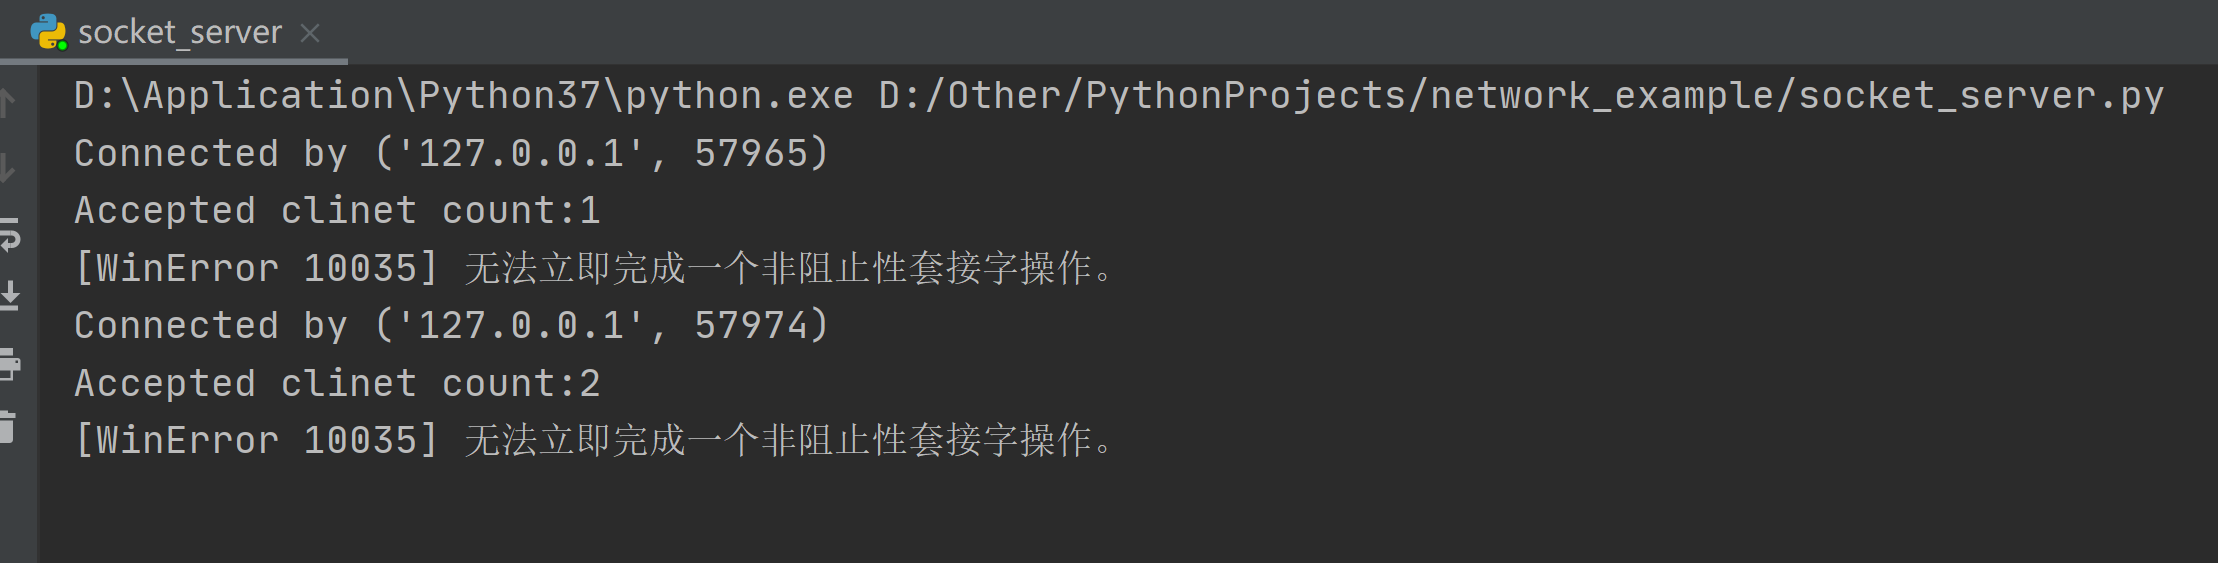 socket_server
D:\Application\Python37\python.exe D:/Other/PythonProjects/network_example/socket_server.py
Connected by ('127.0.0.1', 57965)
Accepted clinet count:1
[WinError 10035] 无法立即完成一个非阻止性套接字操作。
Connected by ('127.0.0.1', 57974)
Accepted clinet count:2
[WinError 10035] 无法立即完成一个非阻止性套接字操作。